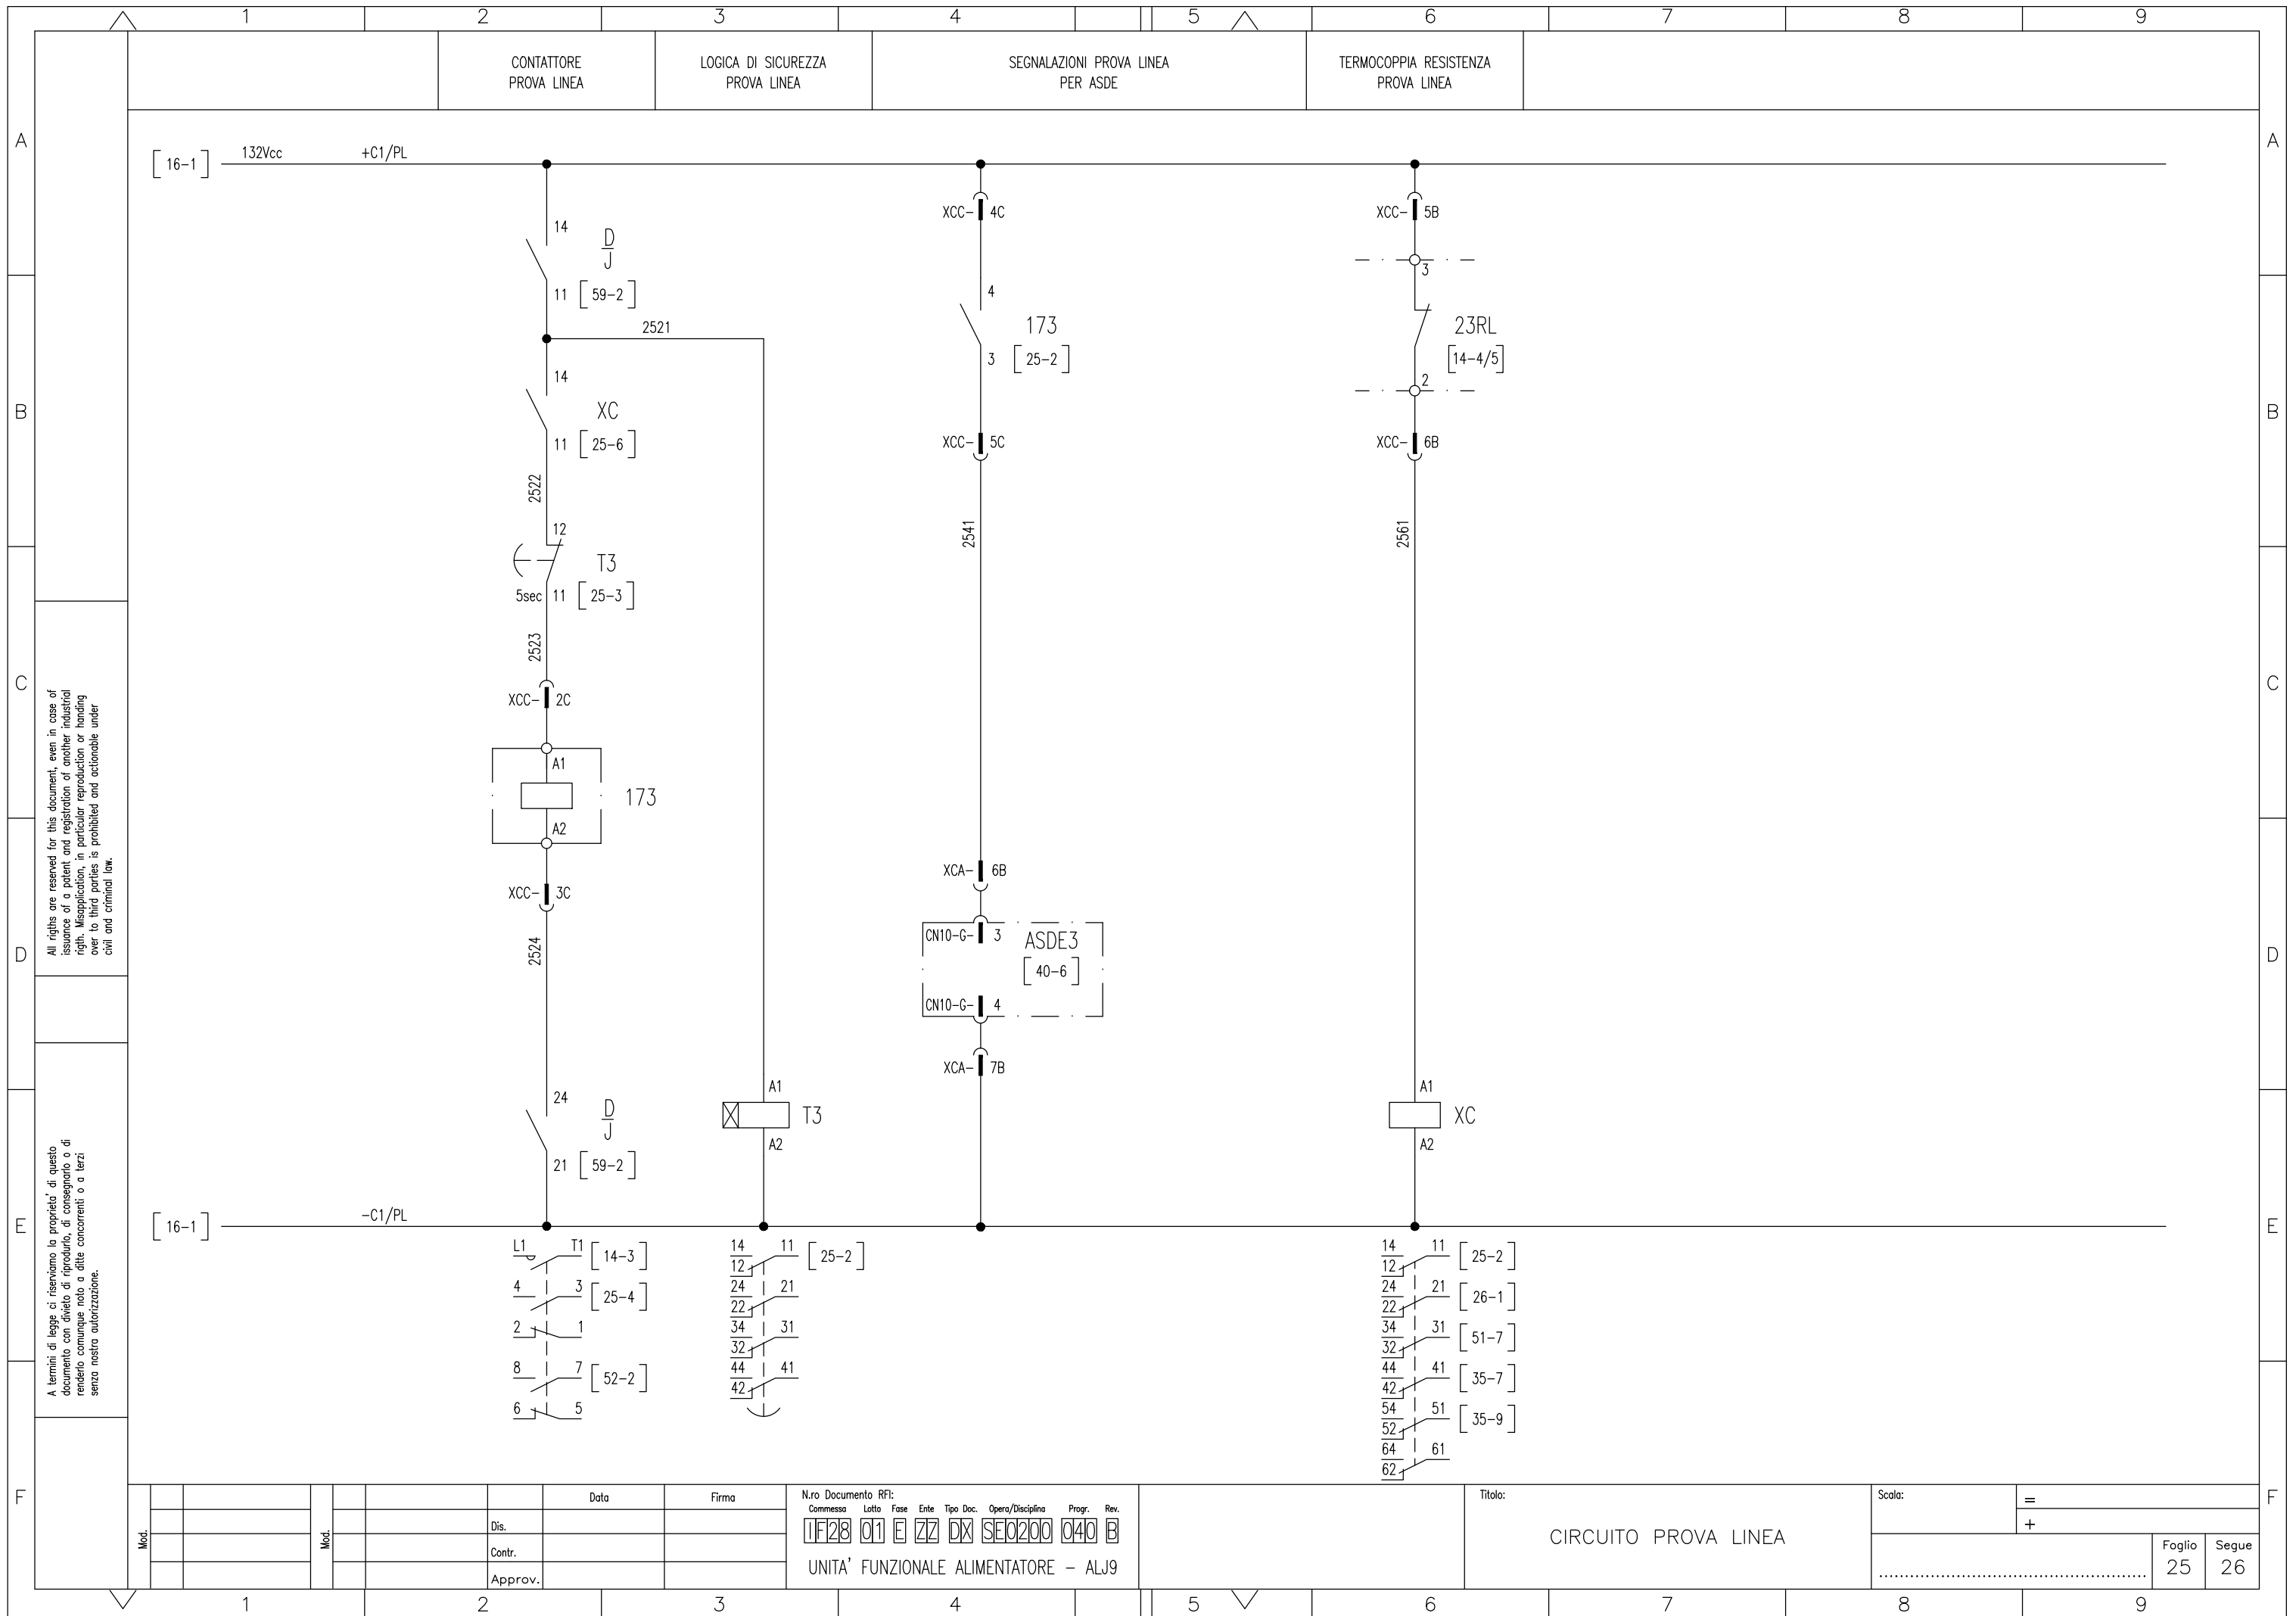 1 2 3 4 5 6 7 8 9
CONTATTORE
PROVA LINEA
LOGICA DI SICUREZZA
PROVA LINEA
SEGNALAZIONI PROVA LINEA
PER ASDE
TERMOCOPPIA RESISTENZA
PROVA LINEA
A
A
B
B
C
C
D
D
E
E
F
F
[ 16-1 ]
132Vcc
+C1/PL
14
D
J
11 [ 59-2 ]
2521
14
XC
11 [ 25-6 ]
2522
12
T3
5sec 11 [ 25-3 ]
2523
XCC- 2C
A1
173
A2
XCC- 3C
2524
24
D
J
21 [ 59-2 ]
A1
T3
A2
XCC- 4C
4
173
3 [ 25-2 ]
XCC- 5C
2541
XCA- 6B
CN10-G- 3
ASDE3
[ 40-6 ]
CN10-G- 4
XCA- 7B
XCC- 5B
3
23RL
[14-4/5]
2
XCC- 6B
2561
A1
XC
A2
[ 16-1 ]
-C1/PL
L1 T1 [ 14-3 ]
4 3 [ 25-4 ]
2 1
8 7 [ 52-2 ]
6 5
14 11 [ 25-2 ]
12
24 21
22
34 31
32
44 41
42
14 11 [ 25-2 ]
12
24 21 [ 26-1 ]
22
34 31 [ 51-7 ]
32
44 41 [ 35-7 ]
42
54 51 [ 35-9 ]
52
64 61
62
All rigths are reserved for this document, even in case of
issuance of a patent and registration of another industrial
rigth. Misapplication, in particular reproduction or handing
over to third parties is prohibited and actionable under
civil and criminal law.
A termini di legge ci riserviamo la proprieta' di questo
documento con divieto di riprodurlo, di consegnarlo o di
renderlo comunque noto a ditte concorrenti o a terzi
senza nostra autorizzazione.
Mod.
Mod.
Data
Firma
Dis.
Contr.
Approv.
N.ro Documento RFI:
Commessa Lotto Fase Ente Tipo Doc. Opera/Disciplina Progr. Rev.
IF28 01 E ZZ DX SE0200 040 B
UNITA' FUNZIONALE ALIMENTATORE - ALJ9
Titolo:
CIRCUITO PROVA LINEA
Scala:
=
+
Foglio
25
Segue
26
1 2 3 4 5 6 7 8 9